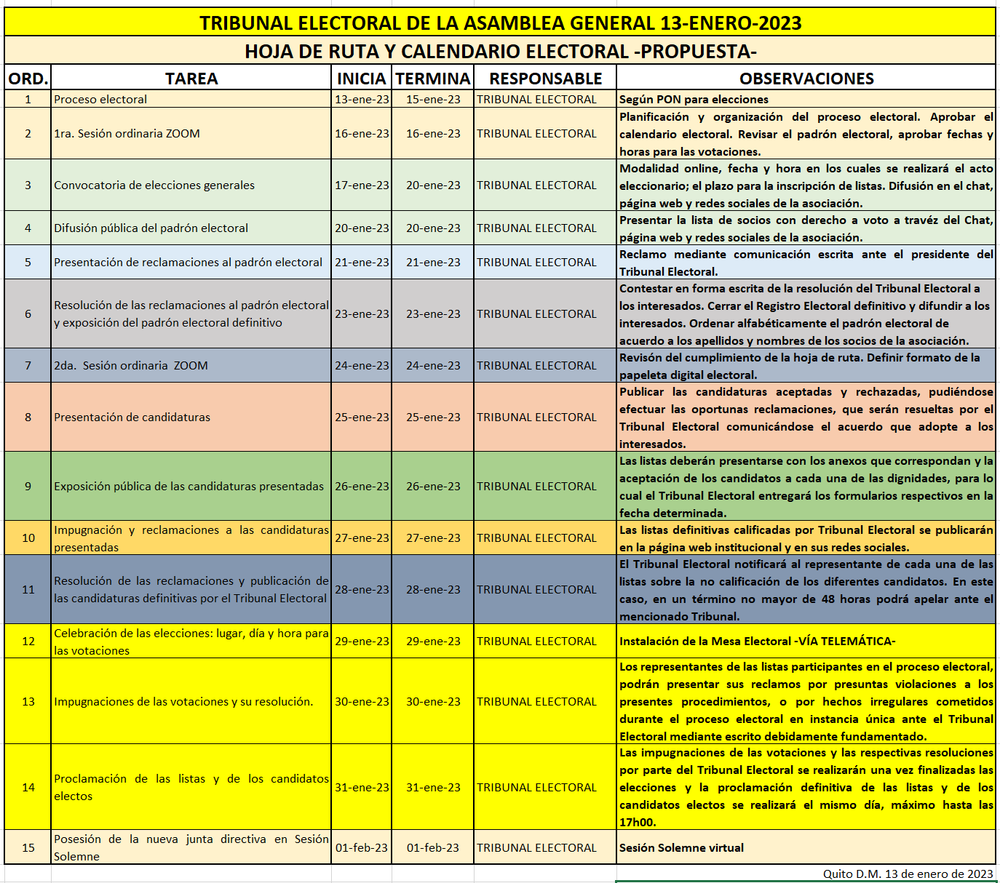 TRIBUNAL ELECTORAL DE LA ASAMBLEA GENERAL 13-ENERO-2023
HOJA DE RUTA Y CALENDARIO ELECTORAL -PROPUESTA-
ORD. TAREA INICIA TERMINA RESPONSABLE OBSERVACIONES
1 Proceso electoral 13-ene-23 15-ene-23 TRIBUNAL ELECTORAL Según PON para elecciones
2 1ra. Sesión ordinaria ZOOM 16-ene-23 16-ene-23 TRIBUNAL ELECTORAL Planificación y organización del proceso electoral. Aprobar el
calendario electoral. Revisar el padrón electoral, aprobar fechas y
horas para las votaciones.
3 Convocatoria de elecciones generales 17-ene-23 20-ene-23 TRIBUNAL ELECTORAL Modalidad online, fecha y hora en los cuales se realizará el acto
eleccionario; el plazo para la inscripción de listas. Difusión en el chat,
página web y redes sociales de la asociación.
4 Difusión pública del padrón electoral 20-ene-23 20-ene-23 TRIBUNAL ELECTORAL Presentar la lista de socios con derecho a voto a travéz del Chat,
página web y redes sociales de la asociación.
5 Presentación de reclamaciones al padrón electoral 21-ene-23 21-ene-23 TRIBUNAL ELECTORAL Reclamo mediante comunicación escrita ante el presidente del
Tribunal Electoral.
6 Resolución de las reclamaciones al padrón electoral
y exposición del padrón electoral definitivo 23-ene-23 23-ene-23 TRIBUNAL ELECTORAL Contestar en forma escrita de la resolución del Tribunal Electoral a
los interesados. Cerrar el Registro Electoral definitivo y difundir a los
interesados. Ordenar alfabéticamente el padrón electoral de
acuerdo a los apellidos y nombres de los socios de la asociación.
7 2da.  Sesión ordinaria  ZOOM 24-ene-23 24-ene-23 TRIBUNAL ELECTORAL Revisón del cumplimiento de la hoja de ruta. Definir formato de la
papeleta digital electoral.
8 Presentación de candidaturas 25-ene-23 25-ene-23 TRIBUNAL ELECTORAL Publicar las candidaturas aceptadas y rechazadas, pudiéndose
efectuar las oportunas reclamaciones, que serán resueltas por el
Tribunal Electoral comunicándose el acuerdo que adopte a los
interesados.
9 Exposición pública de las candidaturas presentadas 26-ene-23 26-ene-23 TRIBUNAL ELECTORAL Las listas deberán presentarse con los anexos que correspondan y la
aceptación de los candidatos a cada una de las dignidades, para lo
cual el Tribunal Electoral entregará los formularios respectivos en la
fecha determinada.
10 Impugnación y reclamaciones a las candidaturas
presentadas 27-ene-23 27-ene-23 TRIBUNAL ELECTORAL Las listas definitivas calificadas por Tribunal Electoral se publicarán
en la página web institucional y en sus redes sociales.
11 Resolución de las reclamaciones y publicación de
las candidaturas definitivas por el Tribunal Electoral 28-ene-23 28-ene-23 TRIBUNAL ELECTORAL El Tribunal Electoral notificará al representante de cada una de las
listas sobre la no calificación de los diferentes candidatos. En este
caso, en un término no mayor de 48 horas podrá apelar ante el
mencionado Tribunal.
12 Celebración de las elecciones: lugar, día y hora para
las votaciones 29-ene-23 29-ene-23 TRIBUNAL ELECTORAL Instalación de la Mesa Electoral -VÍA TELEMÁTICA-
13 Impugnaciones de las votaciones y su resolución. 30-ene-23 30-ene-23 TRIBUNAL ELECTORAL Los representantes de las listas participantes en el proceso electoral,
podrán presentar sus reclamos por presuntas violaciones a los
presentes procedimientos, o por hechos irregulares cometidos
durante el proceso electoral en instancia única ante el Tribunal
Electoral mediante escrito debidamente fundamentado.
14 Proclamación de las listas y de los candidatos
electos 31-ene-23 31-ene-23 TRIBUNAL ELECTORAL Las impugnaciones de las votaciones y las respectivas resoluciones
por parte del Tribunal Electoral se realizarán una vez finalizadas las
elecciones y la proclamación definitiva de las listas y de los
candidatos electos se realizará el mismo día, máximo hasta las
17h00.
15 Posesión de la nueva junta directiva en Sesión
Solemne 01-feb-23 01-feb-23 TRIBUNAL ELECTORAL Sesión Solemne virtual
Quito D.M. 13 de enero de 2023